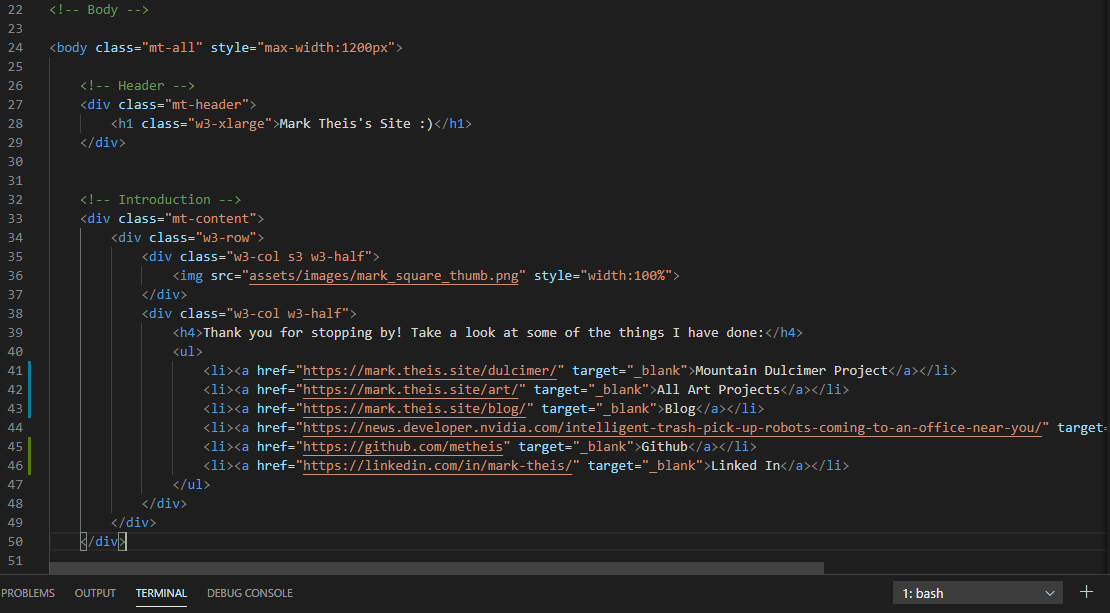 22 <!-- Body -->
23
24 <body class="mt-all" style="max-width:1200px">
25
26     <!-- Header -->
27     <div class="mt-header">
28         <h1 class="w3-xlarge">Mark Theis's Site :)</h1>
29     </div>
30
31
32     <!-- Introduction -->
33     <div class="mt-content">
34         <div class="w3-row">
35             <div class="w3-col s3 w3-half">
36                 <img src="assets/images/mark_square_thumb.png" style="width:100%">
37             </div>
38             <div class="w3-col w3-half">
39                 <h4>Thank you for stopping by! Take a look at some of the things I have done:</h4>
40                 <ul>
41                     <li><a href="https://mark.theis.site/dulcimer/" target="_blank">Mountain Dulcimer Project</a></li>
42                     <li><a href="https://mark.theis.site/art/" target="_blank">All Art Projects</a></li>
43                     <li><a href="https://mark.theis.site/blog/" target="_blank">Blog</a></li>
44                     <li><a href="https://news.developer.nvidia.com/intelligent-trash-pick-up-robots-coming-to-an-office-near-you/" target=
45                     <li><a href="https://github.com/metheis" target="_blank">Github</a></li>
46                     <li><a href="https://linkedin.com/in/mark-theis/" target="_blank">Linked In</a></li>
47                 </ul>
48             </div>
49         </div>
50     </div>
51
PROBLEMS OUTPUT TERMINAL DEBUG CONSOLE 1: bash